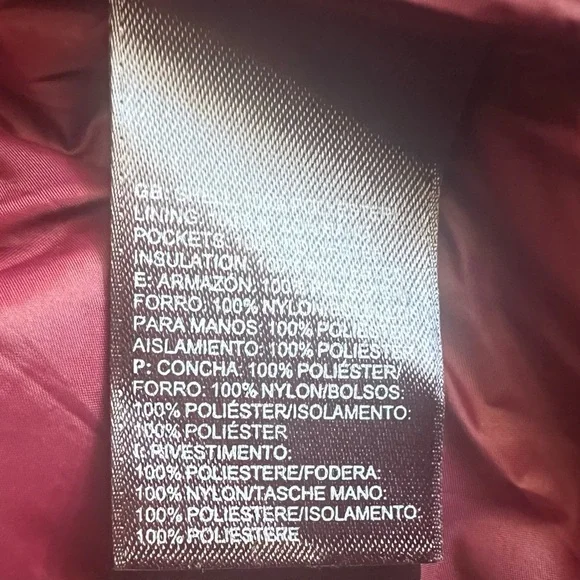 GB:
LINING:
POCKETS:
INSULATION:
E: ARMAZÓN: 100%
FORRO: 100% NYLON
PARA MANOS: 100% POLIÉSTER
AISLAMIENTO: 100% POLIÉSTER
P: CONCHA: 100% POLIÉSTER/
FORRO: 100% NYLON/BOLSOS:
100% POLIÉSTER/ISOLAMENTO:
100% POLIÉSTER
I: RIVESTIMENTO:
100% POLIESTERE/FODERA:
100% NYLON/TASCHE MANO:
100% POLIESTERE/ISOLAMENTO:
100% POLIESTERE